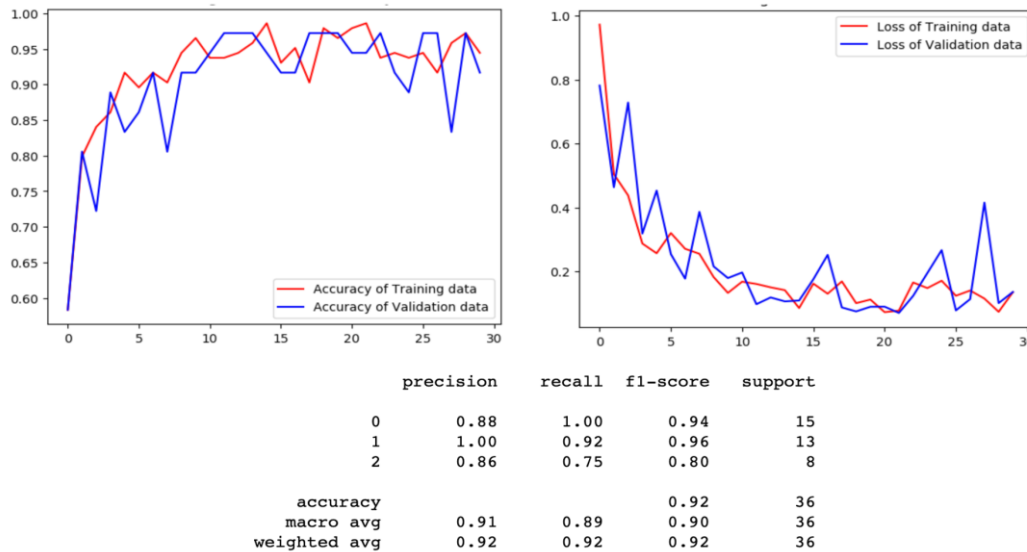 1.00
0.95
0.90
0.85
0.80
0.75
0.70
0.65
0.60
Accuracy of Training data
Accuracy of Validation data
0 5 10 15 20 25 30
1.0
0.8
0.6
0.4
0.2
Loss of Training data
Loss of Validation data
0 5 10 15 20 25
precision recall f1-score support
0 0.88 1.00 0.94 15
1 1.00 0.92 0.96 13
2 0.86 0.75 0.80 8
accuracy 0.92 36
macro avg 0.91 0.89 0.90 36
weighted avg 0.92 0.92 0.92 36